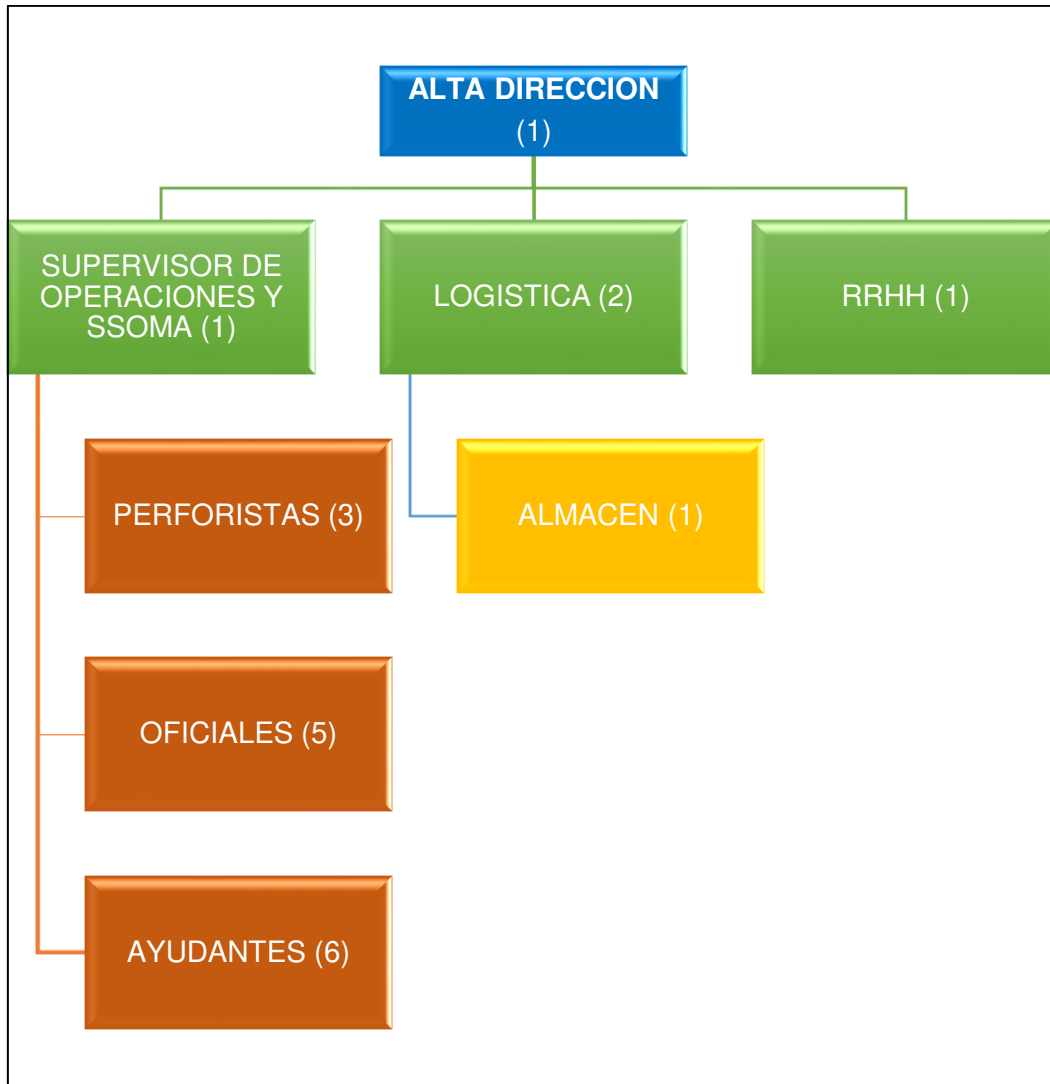 ALTA DIRECCION
(1)
SUPERVISOR DE
OPERACIONES Y
SSOMA (1)
LOGISTICA (2)
RRHH (1)
PERFORISTAS (3)
ALMACEN (1)
OFICIALES (5)
AYUDANTES (6)